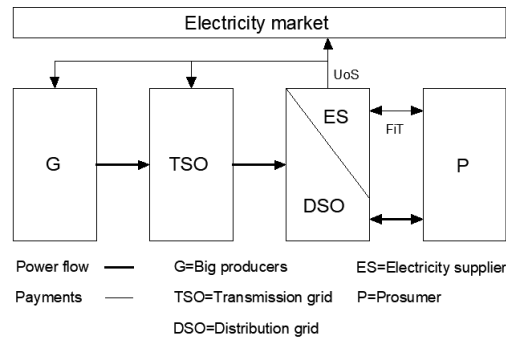 Electricity market
UoS
G
TSO
ES
DSO
FiT
P
Power flow
G=Big producers
ES=Electricity supplier
Payments
TSO=Transmission grid
P=Prosumer
DSO=Distribution grid